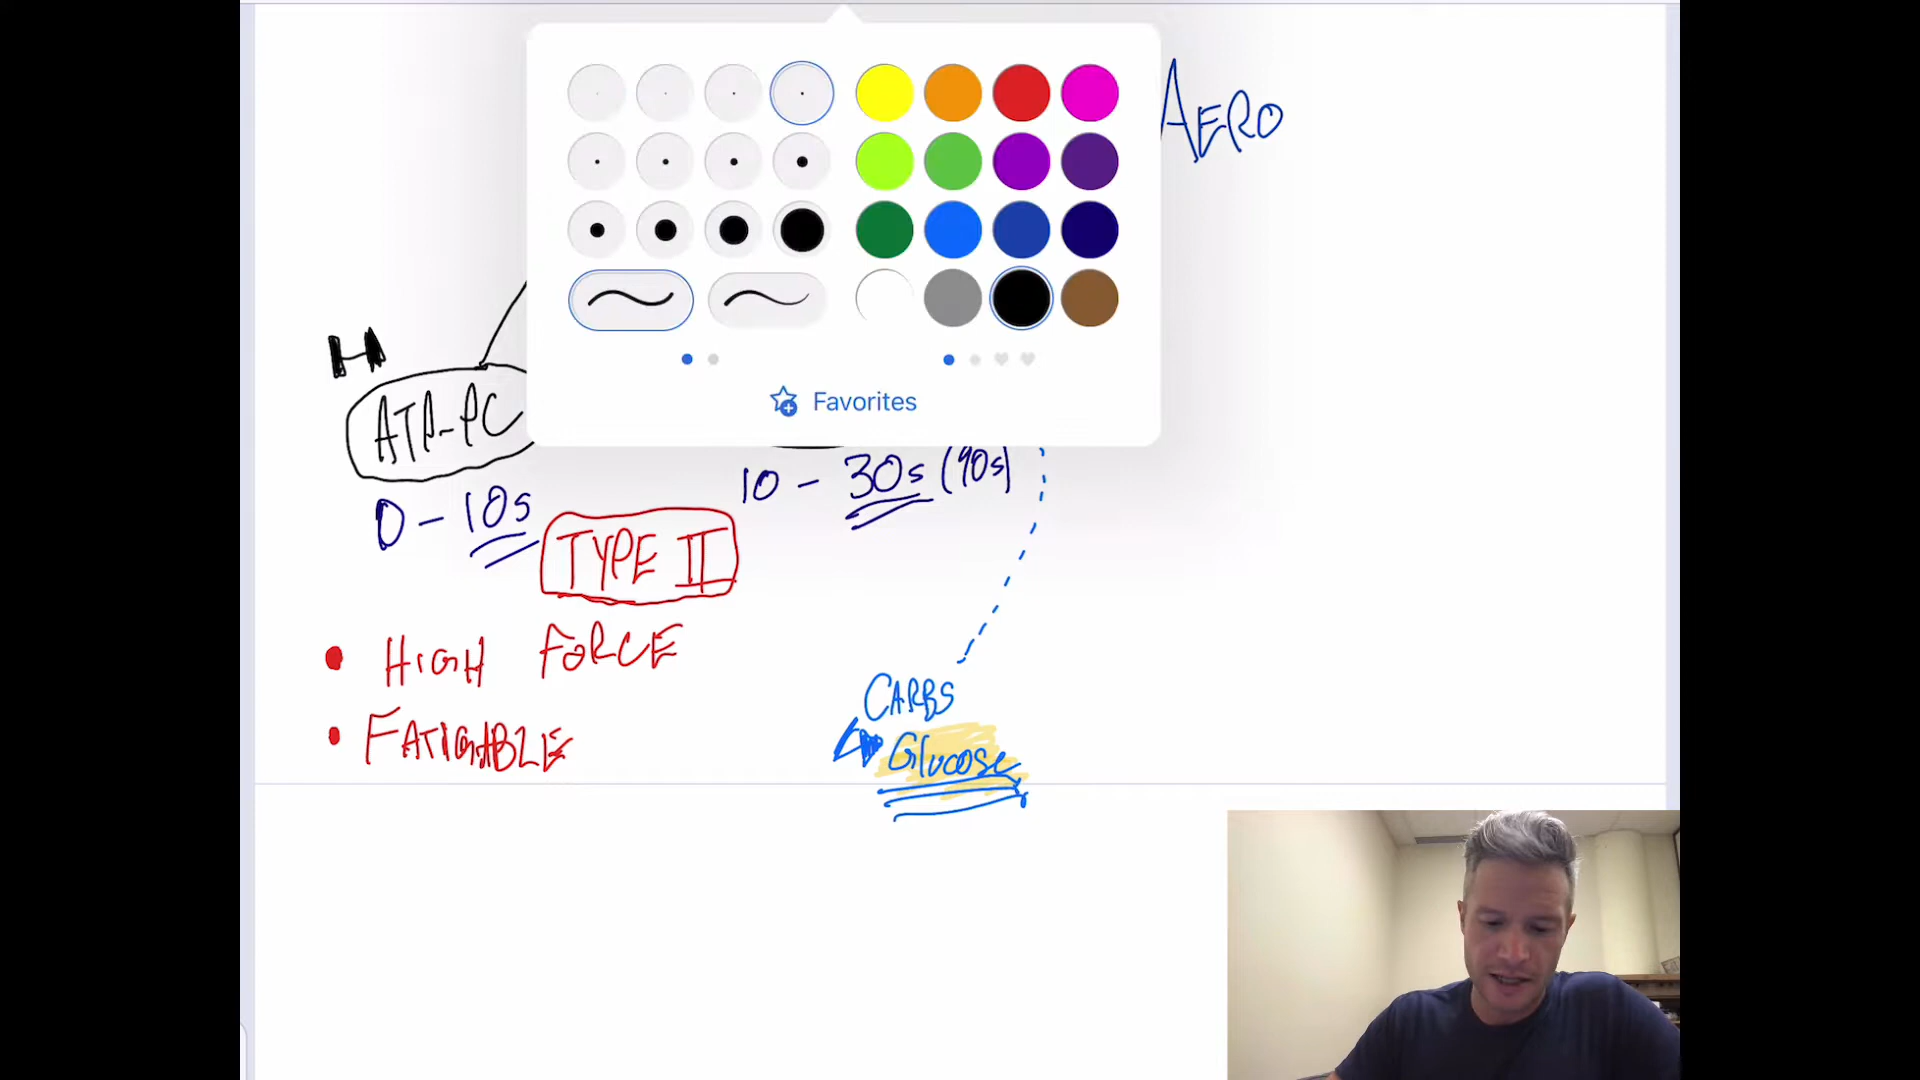 AERO
Favorites
ATP-PC
10 - 30s (90s)
0 - 10s
TYPE II
• HIGH FORCE
CARBS
• FATIGABLE
Glucose